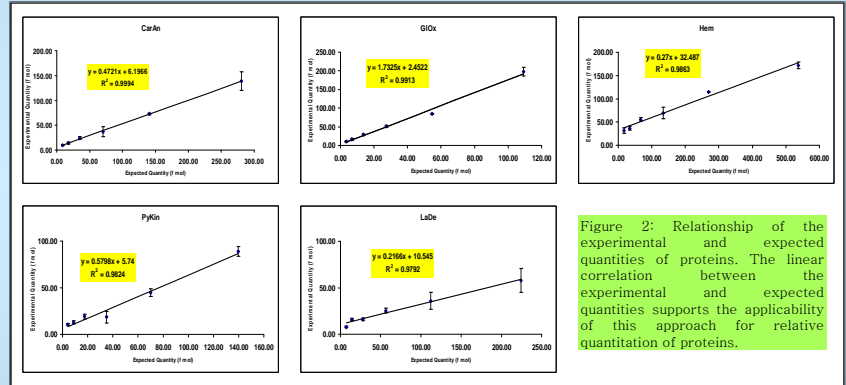 CarAn
200.00
150.00
100.00
50.00
0.00
y = 0.4721x + 6.1966
R² = 0.9994
0.00 50.00 100.00 150.00 200.00 250.00 300.00
Expected Quantity (f mol)
Experimental Quantity (f mol)
GlOx
250.00
200.00
150.00
100.00
50.00
0.00
y = 1.7325x + 2.4522
R² = 0.9913
0.00 20.00 40.00 60.00 80.00 100.00 120.00
Expected Quantity (f mol)
Experimental Quantity (f mol)
Hem
200.00
150.00
100.00
50.00
0.00
y = 0.27x + 32.487
R² = 0.9863
0.00 100.00 200.00 300.00 400.00 500.00 600.00
Expected Quantity (f mol)
Experimental Quantity (f mol)
PyKin
100.00
50.00
0.00
y = 0.5798x + 5.74
R² = 0.9824
0.00 20.00 40.00 60.00 80.00 100.00 120.00 140.00 160.00
Expected Quantity (f mol)
Experimental Quantity (f mol)
LaDe
100.00
50.00
0.00
y = 0.2166x + 10.545
R² = 0.9792
0.00 50.00 100.00 150.00 200.00 250.00
Expected Quantity (f mol)
Experimental Quantity (f mol)
Figure 2: Relationship of the
experimental and expected
quantities of proteins. The linear
correlation between the
experimental and expected
quantities supports the applicability
of this approach for relative
quantitation of proteins.